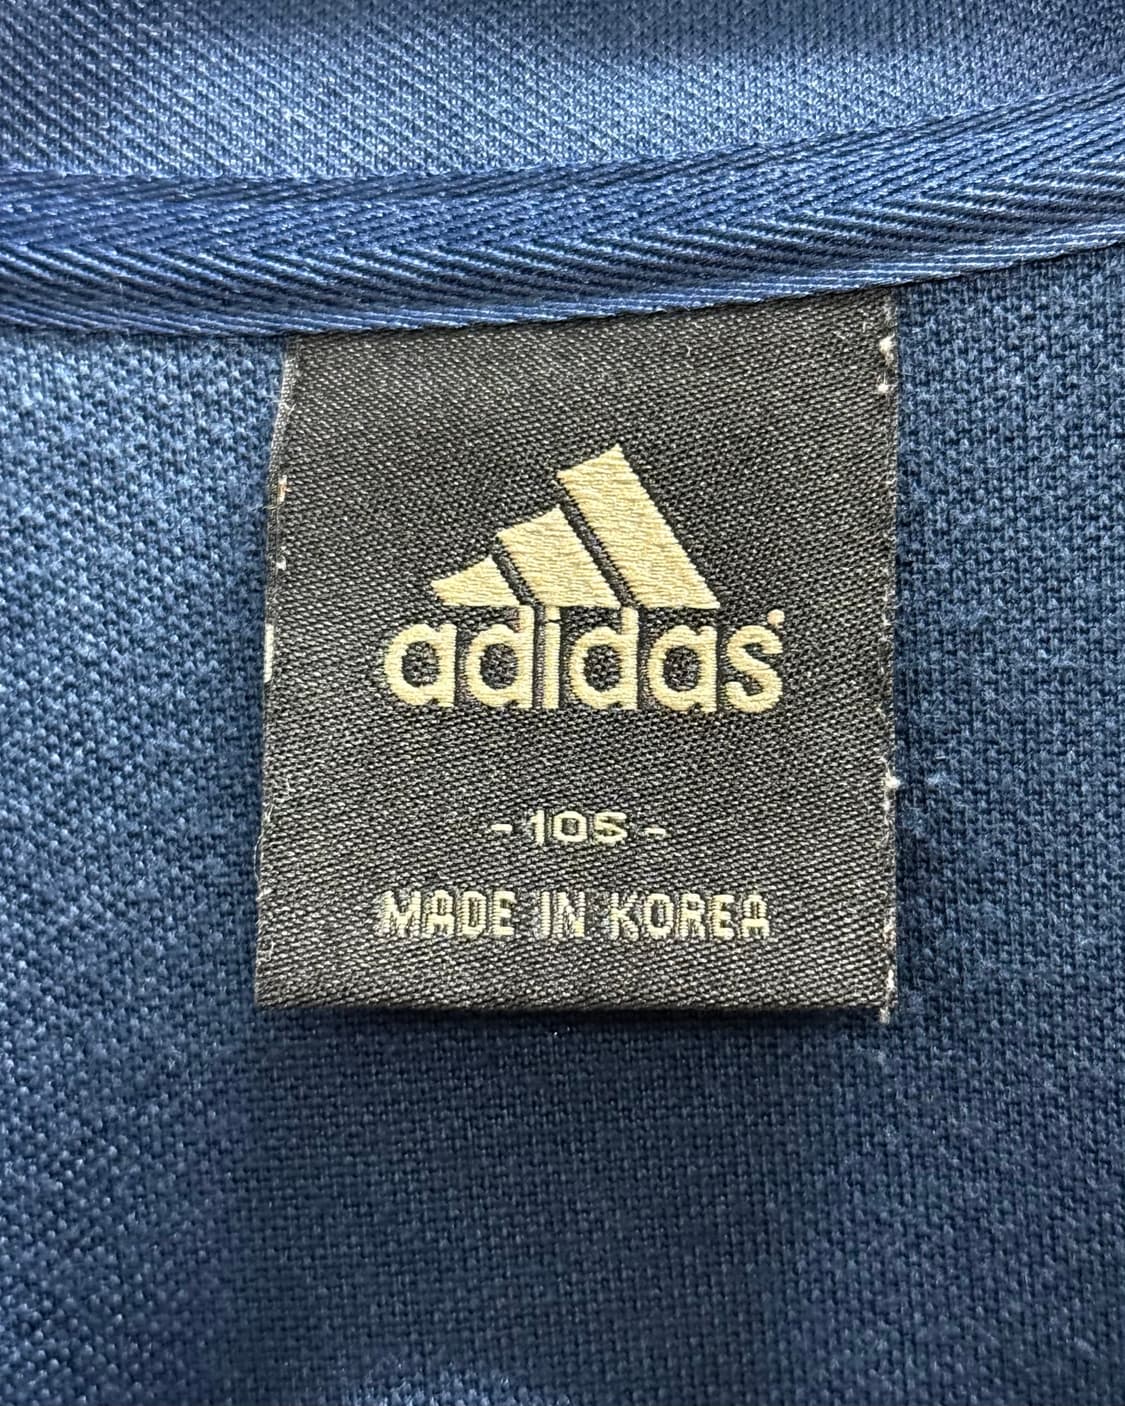 adidas
- 105 -
MADE IN KOREA